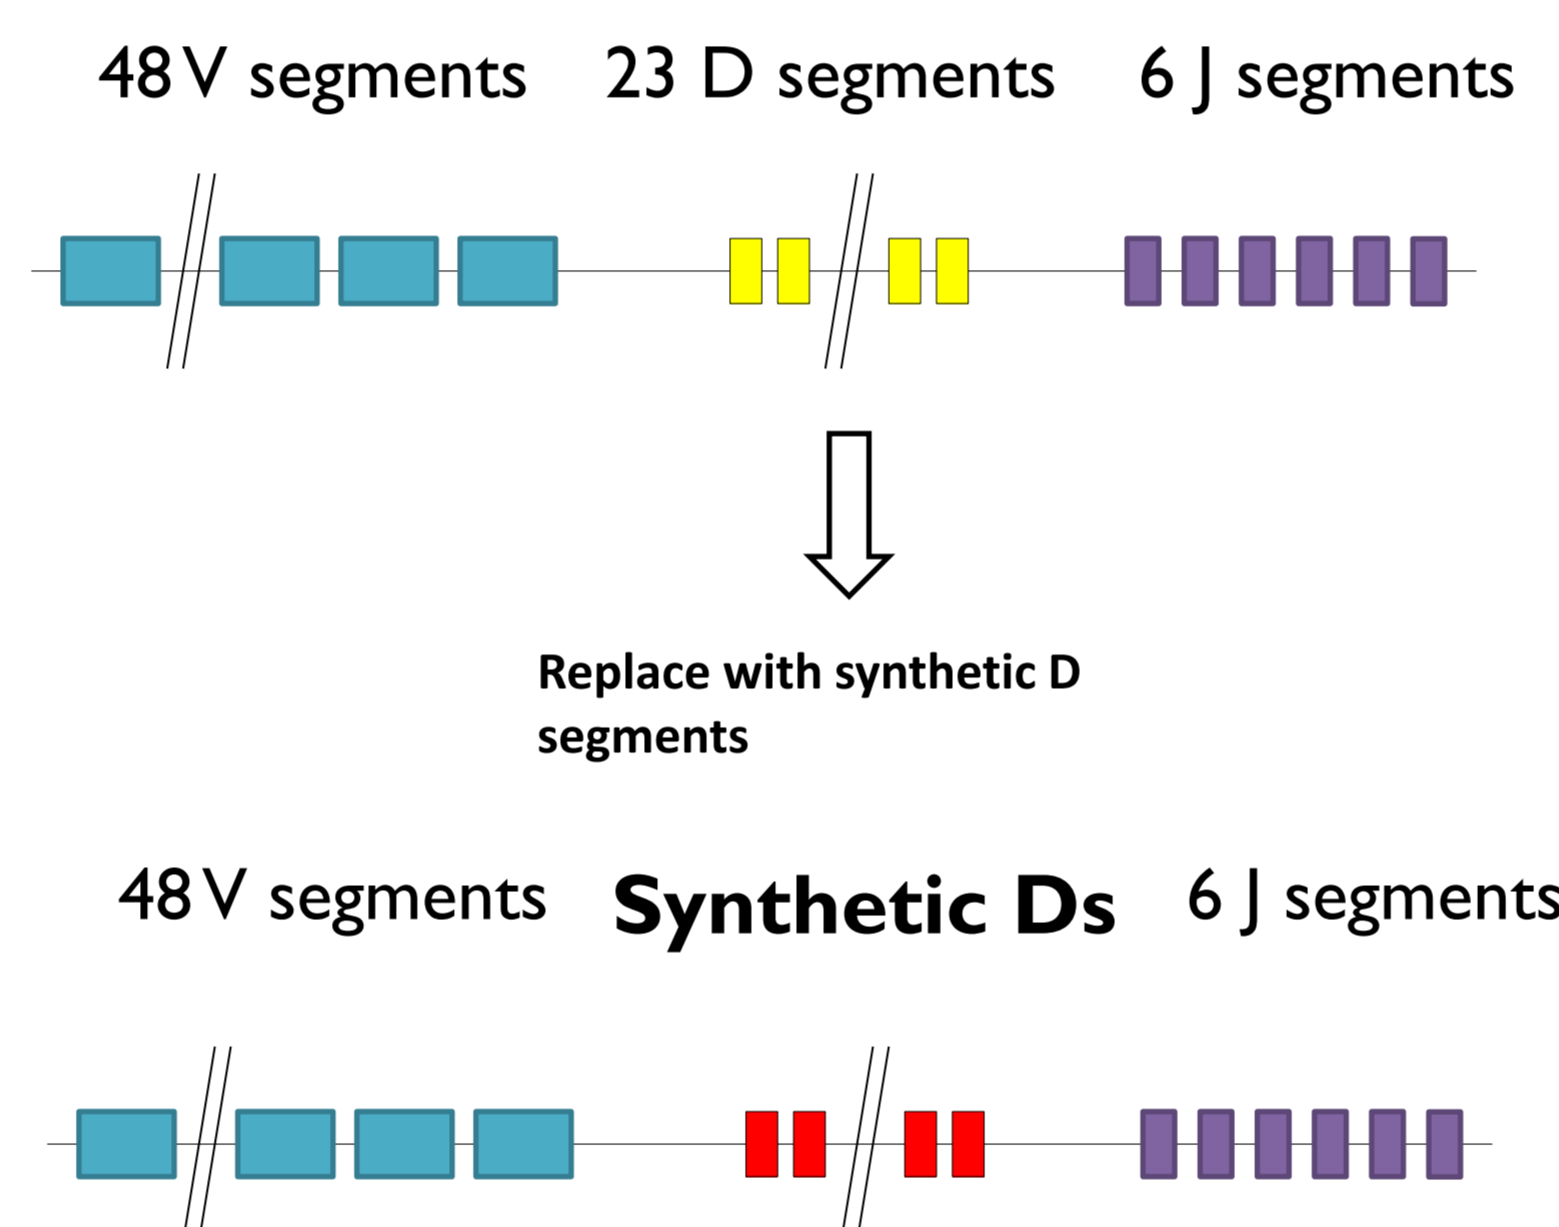 48 V segments 23 D segments 6 J segments
Replace with synthetic D
segments
48 V segments Synthetic Ds 6 J segments